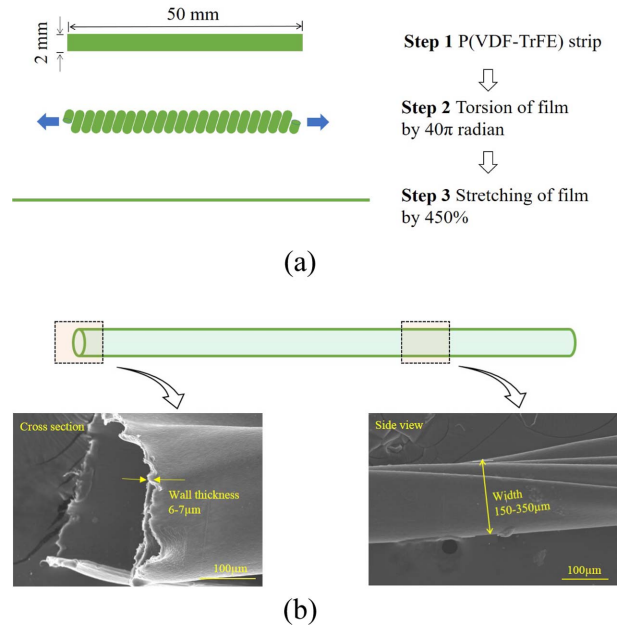 50 mm
2 mm
Step 1 P(VDF-TrFE) strip
Step 2 Torsion of film
by 40π radian
Step 3 Stretching of film
by 450%
(a)
Cross section
Wall thickness
6-7μm
100μm
Side view
Width
150-350μm
100μm
(b)